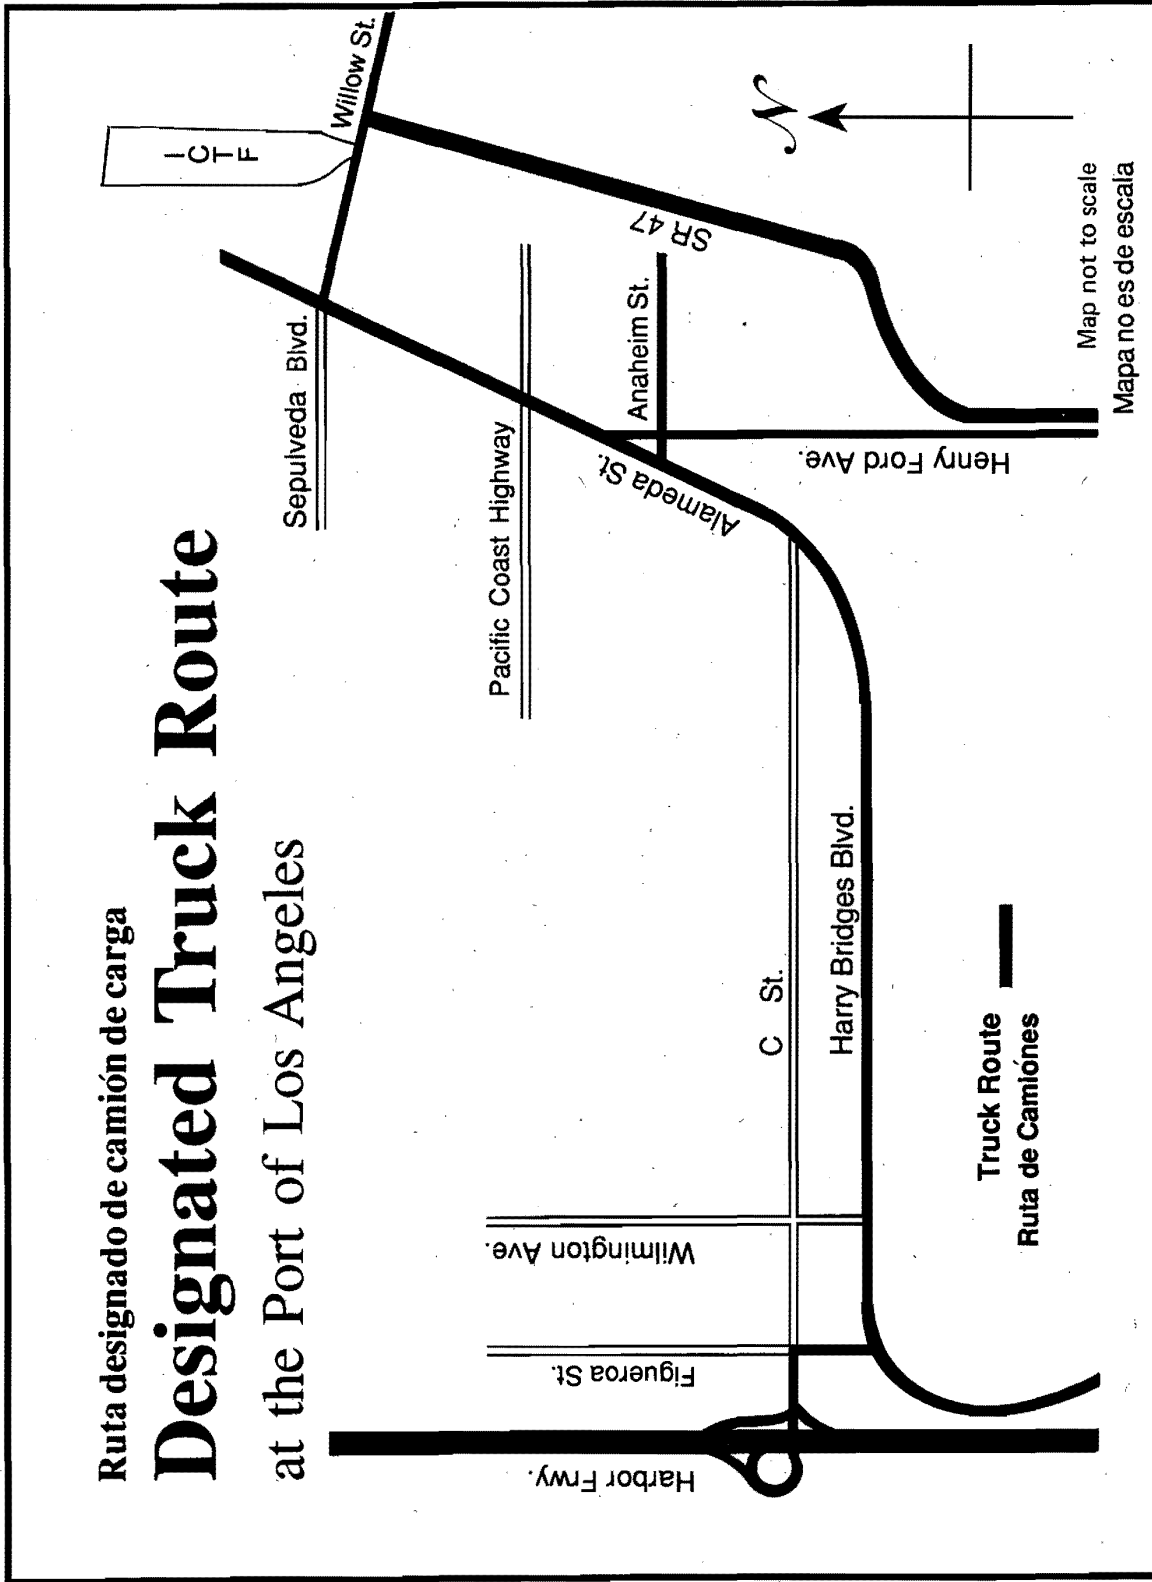 Ruta designado de camión de carga
Designated Truck Route
at the Port of Los Angeles
I
C
T
F
Willow St.
Sepulveda Blvd.
Pacific Coast Highway
SR 47
Anaheim St.
Alameda St.
Henry Ford Ave.
N
C St.
Harry Bridges Blvd.
Wilmington Ave.
Figueroa St.
Harbor Frwy.
Truck Route
Ruta de Camiónes
Map not to scale
Mapa no es de escala